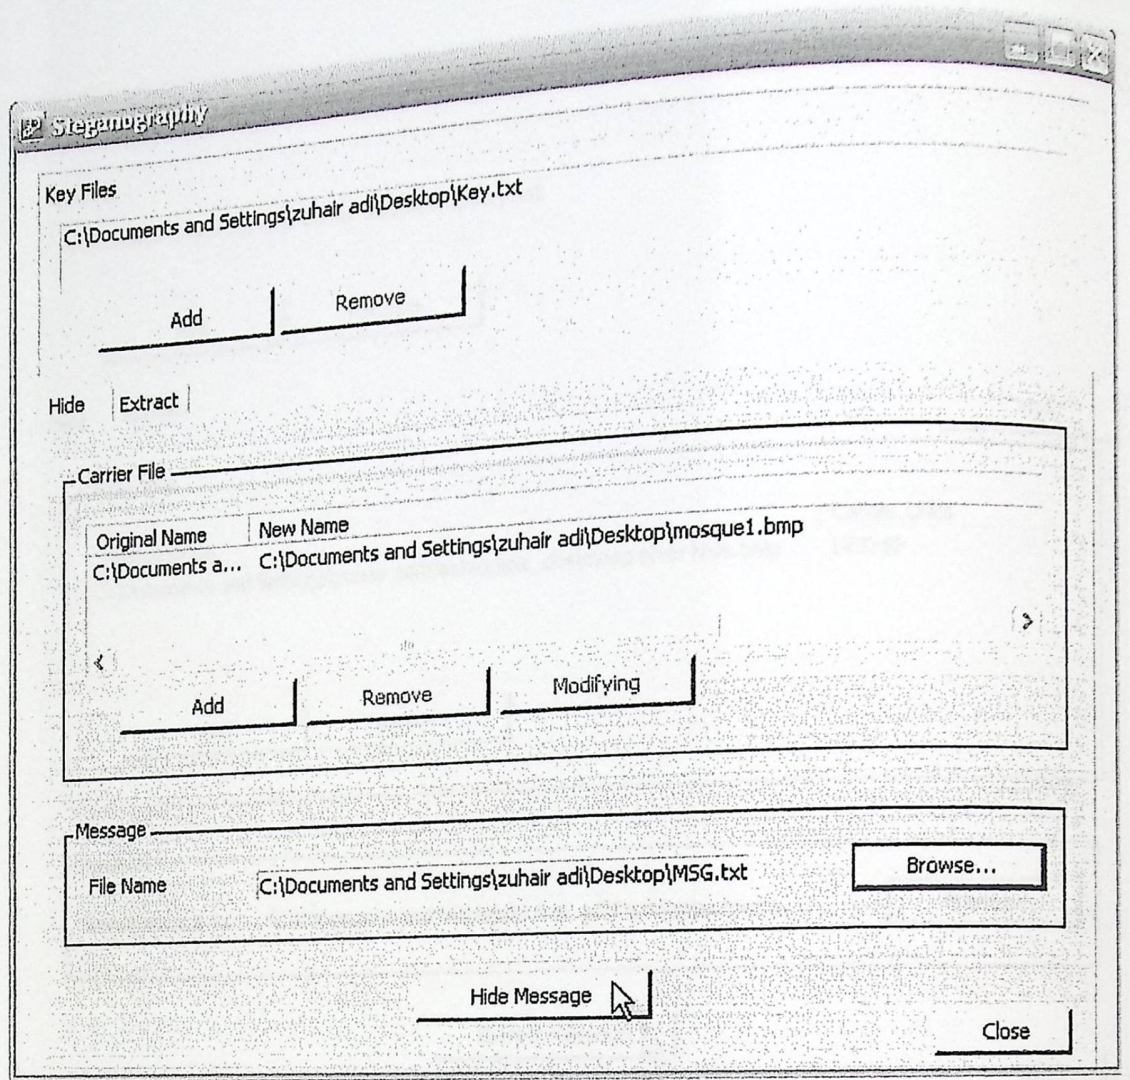 Steganography
Key Files
C:\Documents and Settings\zuhair adi\Desktop\Key.txt
Add Remove
Hide Extract
Carrier File
Original Name New Name
C:\Documents a... C:\Documents and Settings\zuhair adi\Desktop\mosque1.bmp
Add Remove Modifying
Message
File Name C:\Documents and Settings\zuhair adi\Desktop\MSG.txt Browse...
Hide Message
Close